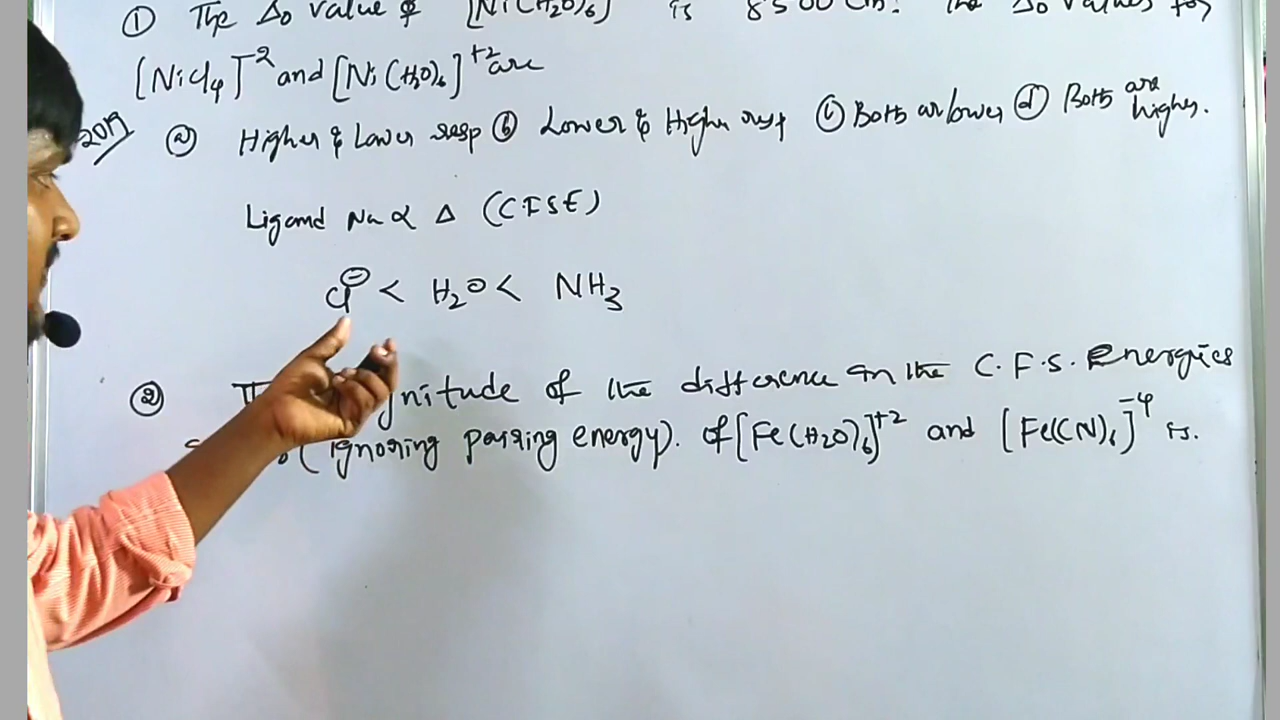 ① The Δo value of [Ni(H2O)6] is 8500 cm. The Δo values for
[NiCl4]⁻² and [Ni(H2O)6]⁺² are
2019 ⓐ Higher & Lower resp ⓑ Lower & Higher resp ⓒ Both are lower ⓓ Both are higher.
Ligand Na ∝ Δ (CFSE)
Cl⊖ < H2O < NH3
② gnitude of the difference in the C.F.S. Energies
(ignoring pairing energy). of [Fe(H2O)6]⁺² and [Fe(CN)6]⁻⁴ is.